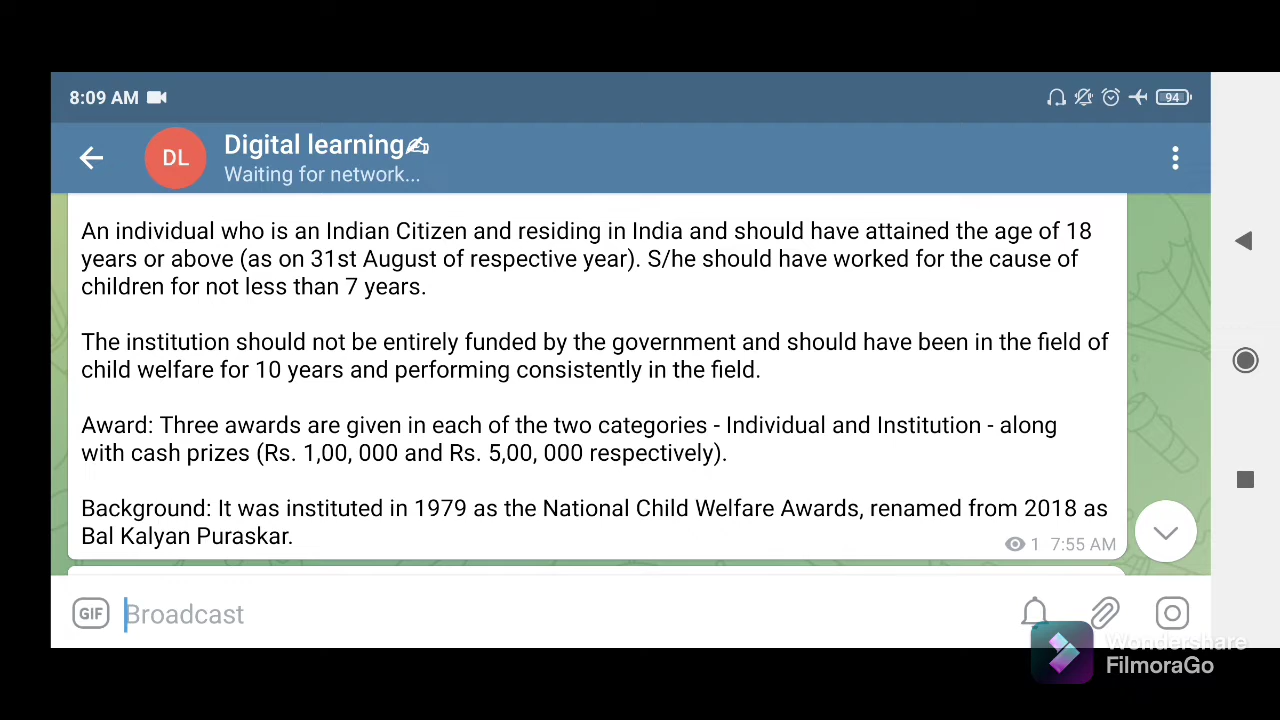 8:09 AM
94
DL
Digital learning✍
Waiting for network...
An individual who is an Indian Citizen and residing in India and should have attained the age of 18
years or above (as on 31st August of respective year). S/he should have worked for the cause of
children for not less than 7 years.
The institution should not be entirely funded by the government and should have been in the field of
child welfare for 10 years and performing consistently in the field.
Award: Three awards are given in each of the two categories - Individual and Institution - along
with cash prizes (Rs. 1,00, 000 and Rs. 5,00, 000 respectively).
Background: It was instituted in 1979 as the National Child Welfare Awards, renamed from 2018 as
Bal Kalyan Puraskar.
1 7:55 AM
GIF
Broadcast
Wondershare
FilmoraGo